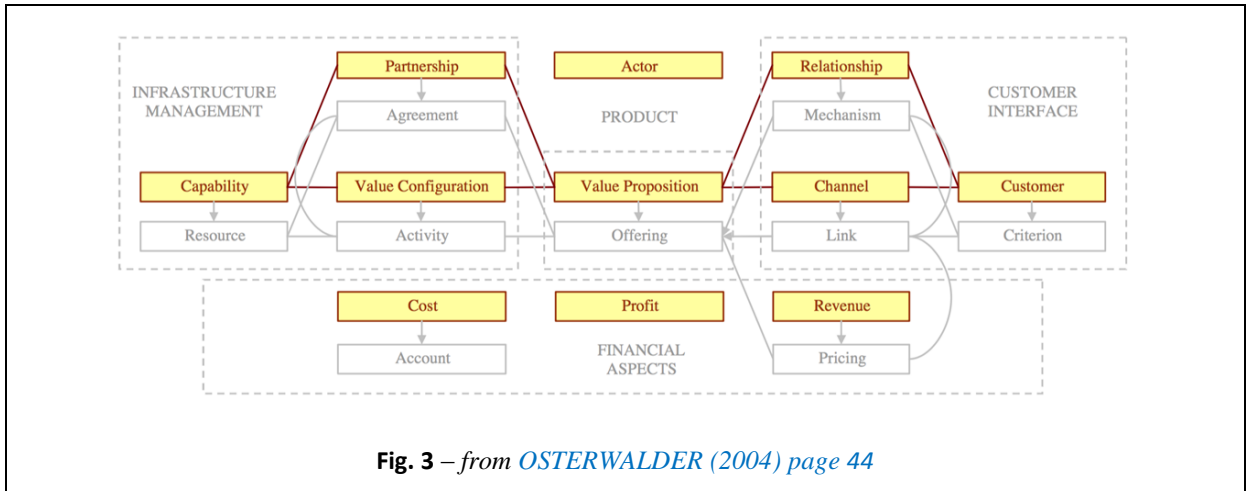 Partnership
Actor
Relationship
INFRASTRUCTURE
MANAGEMENT
Agreement
PRODUCT
Mechanism
CUSTOMER
INTERFACE
Capability
Value Configuration
Value Proposition
Channel
Customer
Resource
Activity
Offering
Link
Criterion
Cost
Profit
Revenue
Account
FINANCIAL
ASPECTS
Pricing
Fig. 3 – from OSTERWALDER (2004) page 44